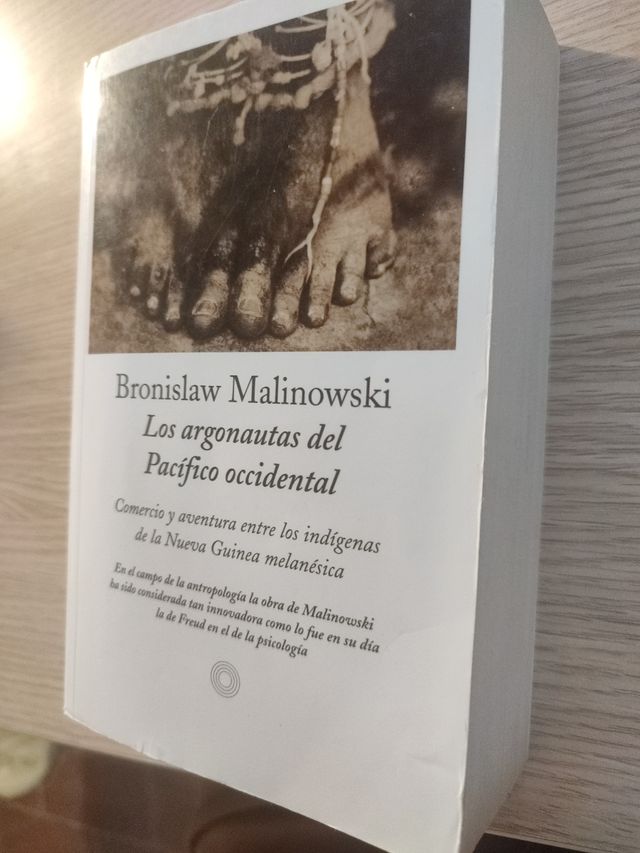 Bronislaw Malinowski
Los argonautas del
Pacífico occidental
Comercio y aventura entre los indígenas
de la Nueva Guinea melanésica
En el campo de la antropología la obra de Malinowski
ha sido considerada tan innovadora como lo fue en su día
la de Freud en el de la psicología